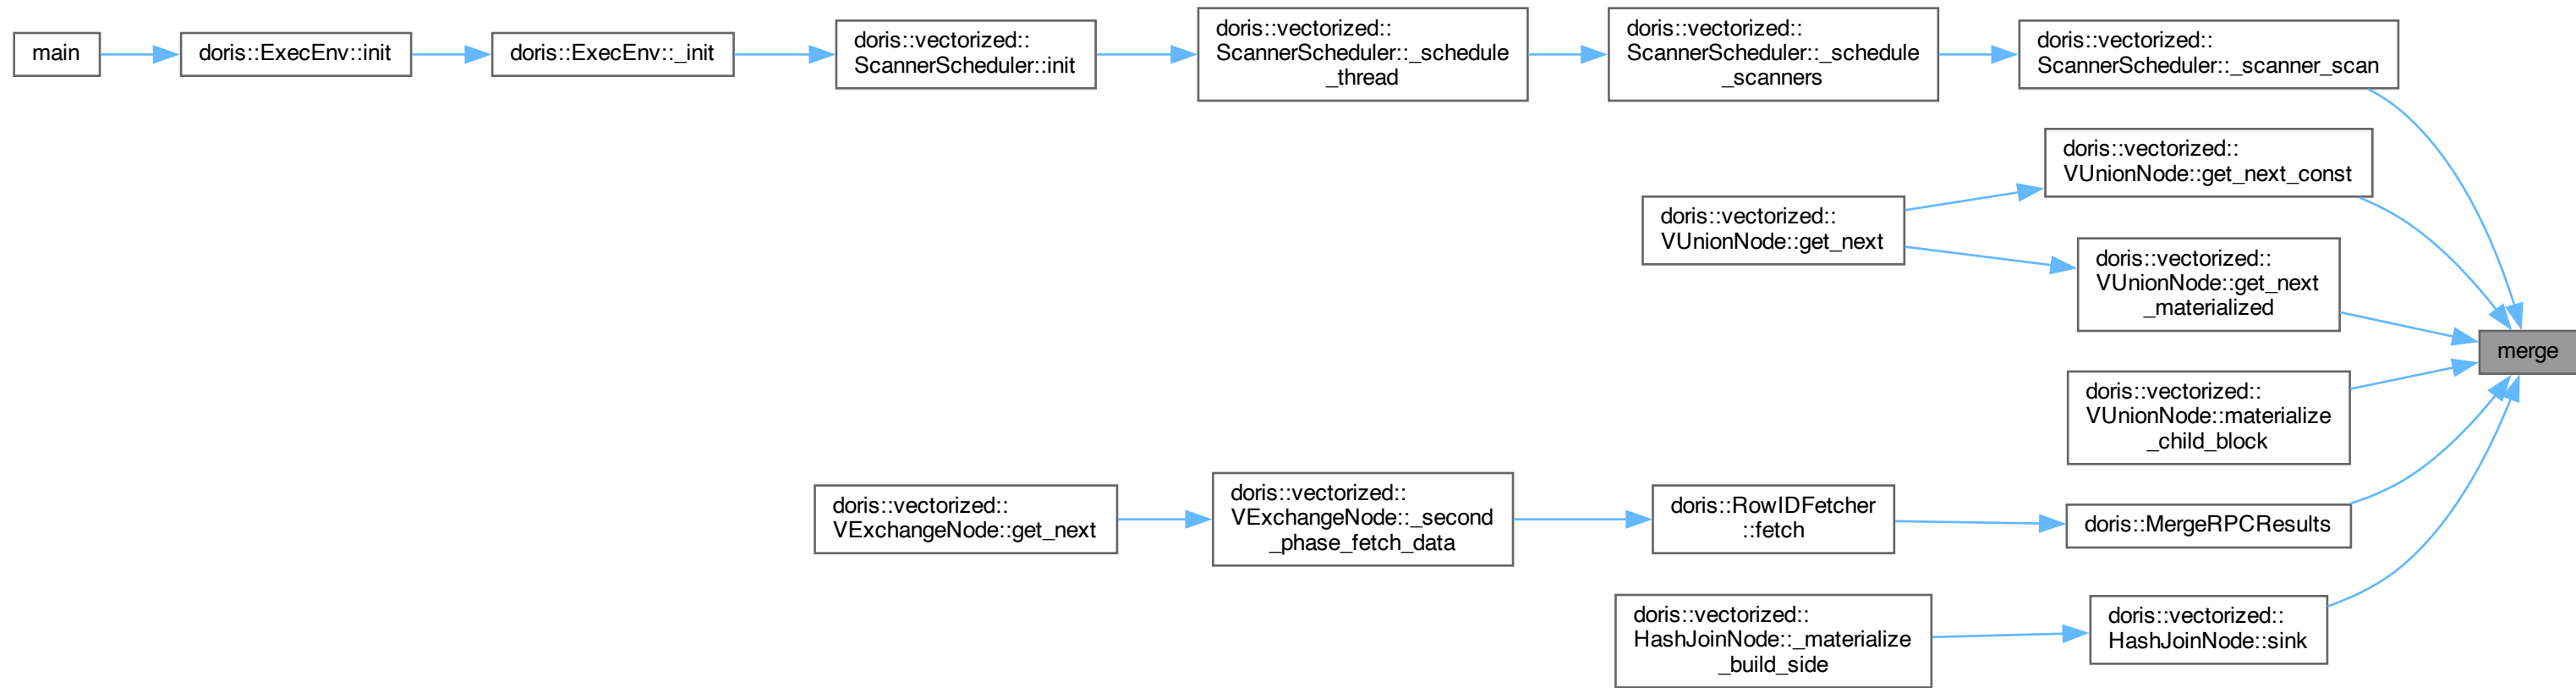 main
doris::ExecEnv::init
doris::ExecEnv::_init
doris::vectorized::
ScannerScheduler::init
doris::vectorized::
ScannerScheduler::_schedule
_thread
doris::vectorized::
ScannerScheduler::_schedule
_scanners
doris::vectorized::
ScannerScheduler::_scanner_scan
doris::vectorized::
VUnionNode::get_next_const
doris::vectorized::
VUnionNode::get_next
doris::vectorized::
VUnionNode::get_next
_materialized
merge
doris::vectorized::
VUnionNode::materialize
_child_block
doris::vectorized::
VExchangeNode::get_next
doris::vectorized::
VExchangeNode::_second
_phase_fetch_data
doris::RowIDFetcher
::fetch
doris::MergeRPCResults
doris::vectorized::
HashJoinNode::_materialize
_build_side
doris::vectorized::
HashJoinNode::sink